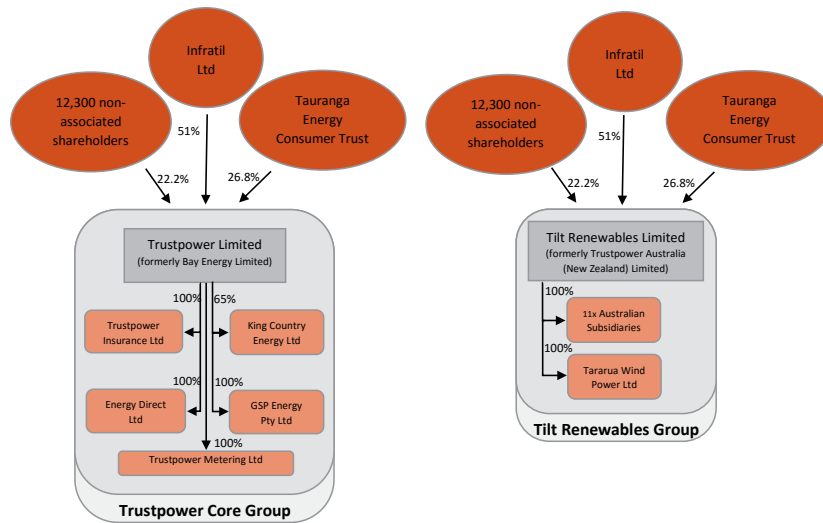 Infratil
Ltd
12,300 non-
associated
shareholders
Tauranga
Energy
Consumer Trust
51%
22.2%
26.8%
Trustpower Limited
(formerly Bay Energy Limited)
100%
65%
Trustpower
Insurance Ltd
King Country
Energy Ltd
100%
100%
Energy Direct
Ltd
GSP Energy
Pty Ltd
100%
Trustpower Metering Ltd
Trustpower Core Group
Infratil
Ltd
12,300 non-
associated
shareholders
Tauranga
Energy
Consumer Trust
51%
22.2%
26.8%
Tilt Renewables Limited
(formerly Trustpower Australia
(New Zealand) Limited)
100%
11x Australian
Subsidiaries
100%
Tararua Wind
Power Ltd
Tilt Renewables Group